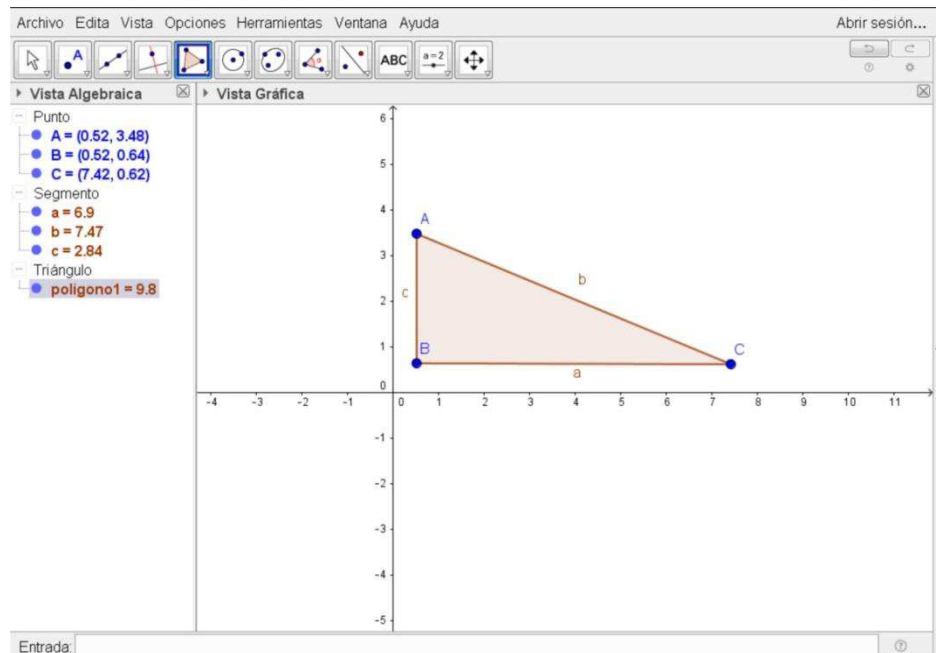 Archivo Edita Vista Opciones Herramientas Ventana Ayuda Abrir sesión...
A ABC a=2
Vista Algebraica
Punto
A = (0.52, 3.48)
B = (0.52, 0.64)
C = (7.42, 0.62)
Segmento
a = 6.9
b = 7.47
c = 2.84
Triángulo
poligono1 = 9.8
Vista Gráfica
6
5
4
A
3
b
c
2
1
B
C
a
0
-4 -3 -2 -1 0 1 2 3 4 5 6 7 8 9 10 11
-1
-2
-3
-4
-5
Entrada: